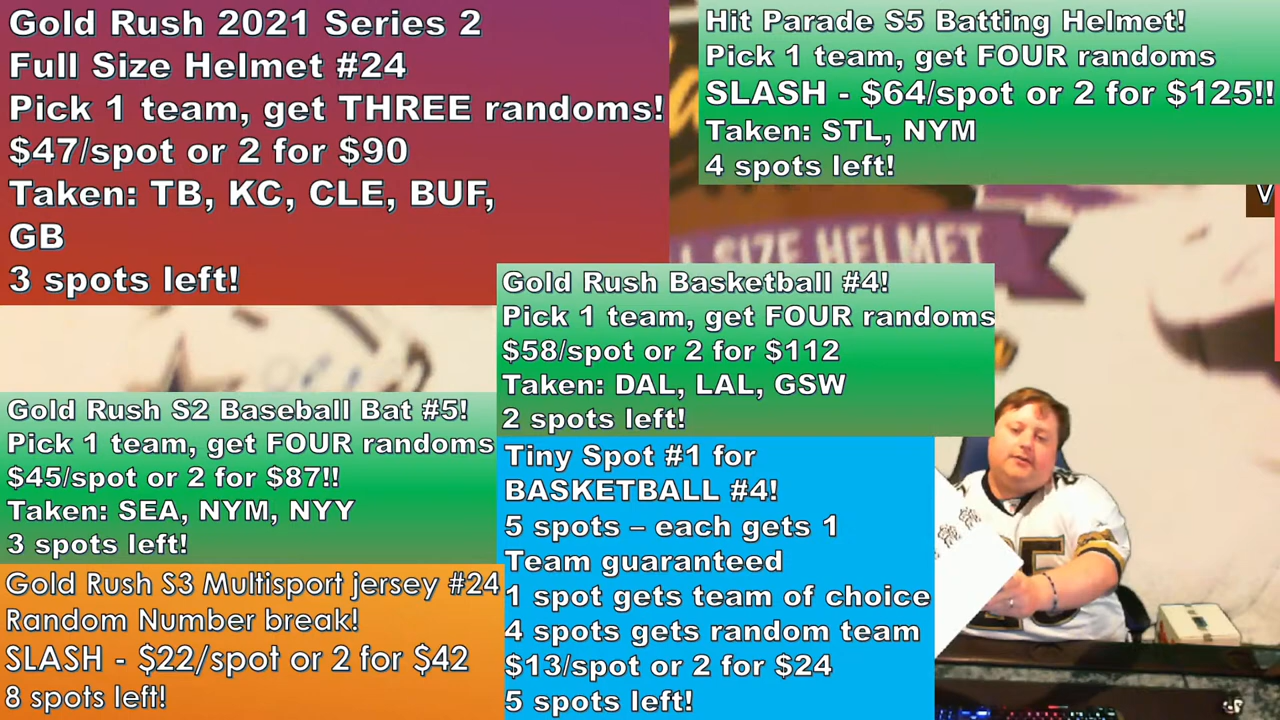 Gold Rush 2021 Series 2
Full Size Helmet #24
Pick 1 team, get THREE randoms!
$47/spot or 2 for $90
Taken: TB, KC, CLE, BUF,
GB
3 spots left!
Hit Parade S5 Batting Helmet!
Pick 1 team, get FOUR randoms
SLASH - $64/spot or 2 for $125!!
Taken: STL, NYM
4 spots left!
V
SIZE HELMET
Gold Rush Basketball #4!
Pick 1 team, get FOUR randoms
$58/spot or 2 for $112
Taken: DAL, LAL, GSW
2 spots left!
Gold Rush S2 Baseball Bat #5!
Pick 1 team, get FOUR randoms
$45/spot or 2 for $87!!
Taken: SEA, NYM, NYY
3 spots left!
Gold Rush S3 Multisport jersey #24
Random Number break!
SLASH - $22/spot or 2 for $42
8 spots left!
Tiny Spot #1 for
BASKETBALL #4!
5 spots – each gets 1
Team guaranteed
1 spot gets team of choice
4 spots gets random team
$13/spot or 2 for $24
5 spots left!
25